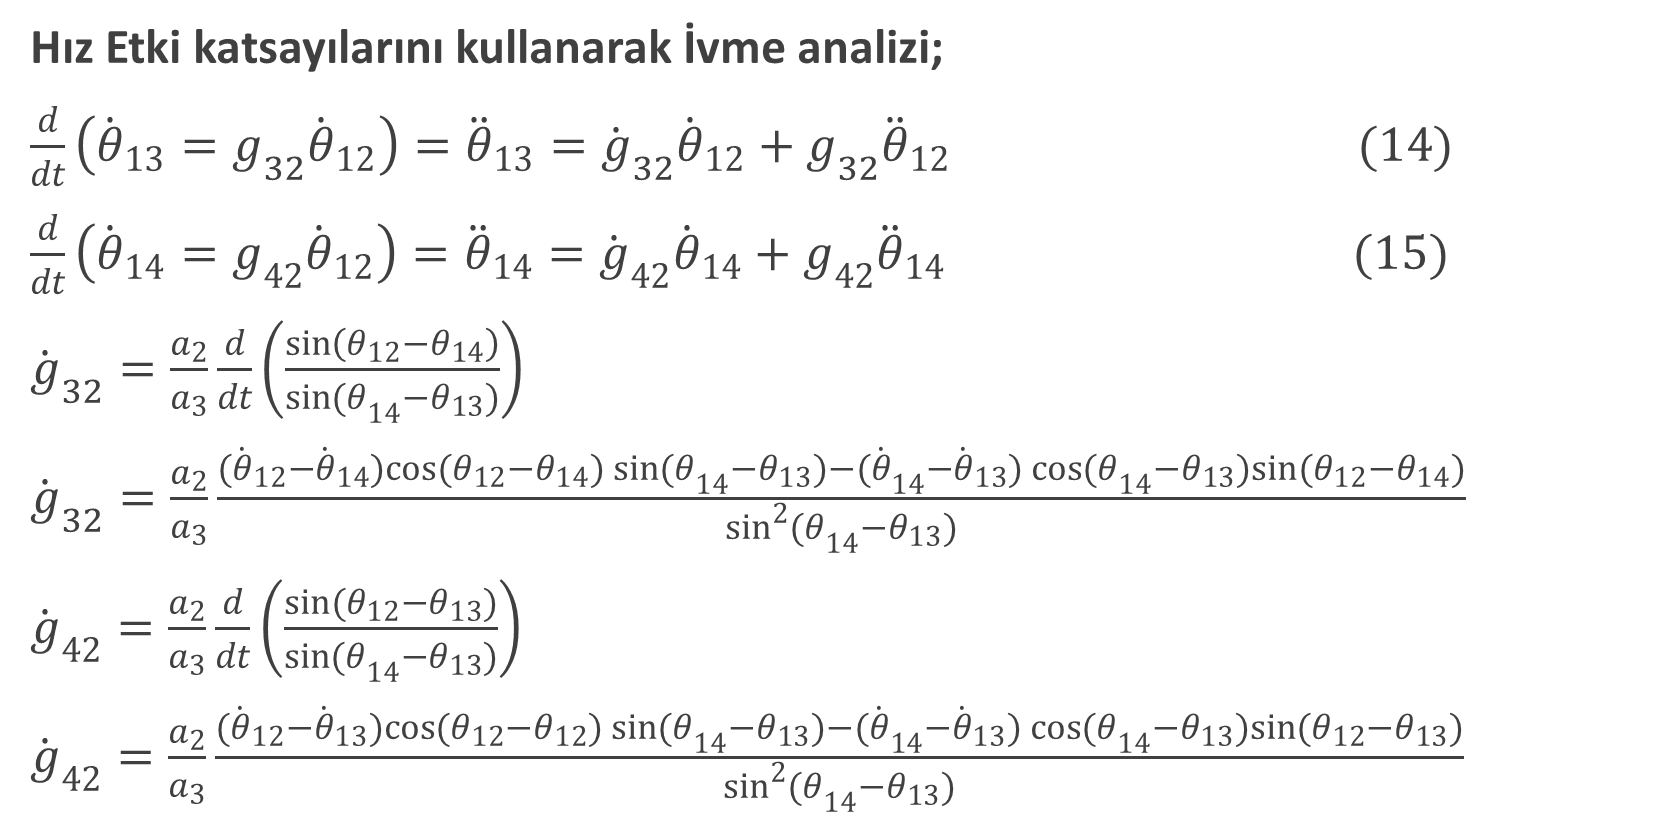 Hız Etki katsayılarını kullanarak İvme analizi;
d/dt (θ̇₁₃ = g₃₂θ̇₁₂) = θ̈₁₃ = ġ₃₂θ̇₁₂ + g₃₂θ̈₁₂ (14)
d/dt (θ̇₁₄ = g₄₂θ̇₁₂) = θ̈₁₄ = ġ₄₂θ̇₁₄ + g₄₂θ̈₁₄ (15)
ġ₃₂ = a₂/a₃ d/dt (sin(θ₁₂−θ₁₄)/sin(θ₁₄−θ₁₃))
ġ₃₂ = a₂/a₃ ((θ̇₁₂−θ̇₁₄)cos(θ₁₂−θ₁₄) sin(θ₁₄−θ₁₃)−(θ̇₁₄−θ̇₁₃) cos(θ₁₄−θ₁₃)sin(θ₁₂−θ₁₄))/(sin²(θ₁₄−θ₁₃))
ġ₄₂ = a₂/a₃ d/dt (sin(θ₁₂−θ₁₃)/sin(θ₁₄−θ₁₃))
ġ₄₂ = a₂/a₃ ((θ̇₁₂−θ̇₁₃)cos(θ₁₂−θ₁₂) sin(θ₁₄−θ₁₃)−(θ̇₁₄−θ̇₁₃) cos(θ₁₄−θ₁₃)sin(θ₁₂−θ₁₃))/(sin²(θ₁₄−θ₁₃))